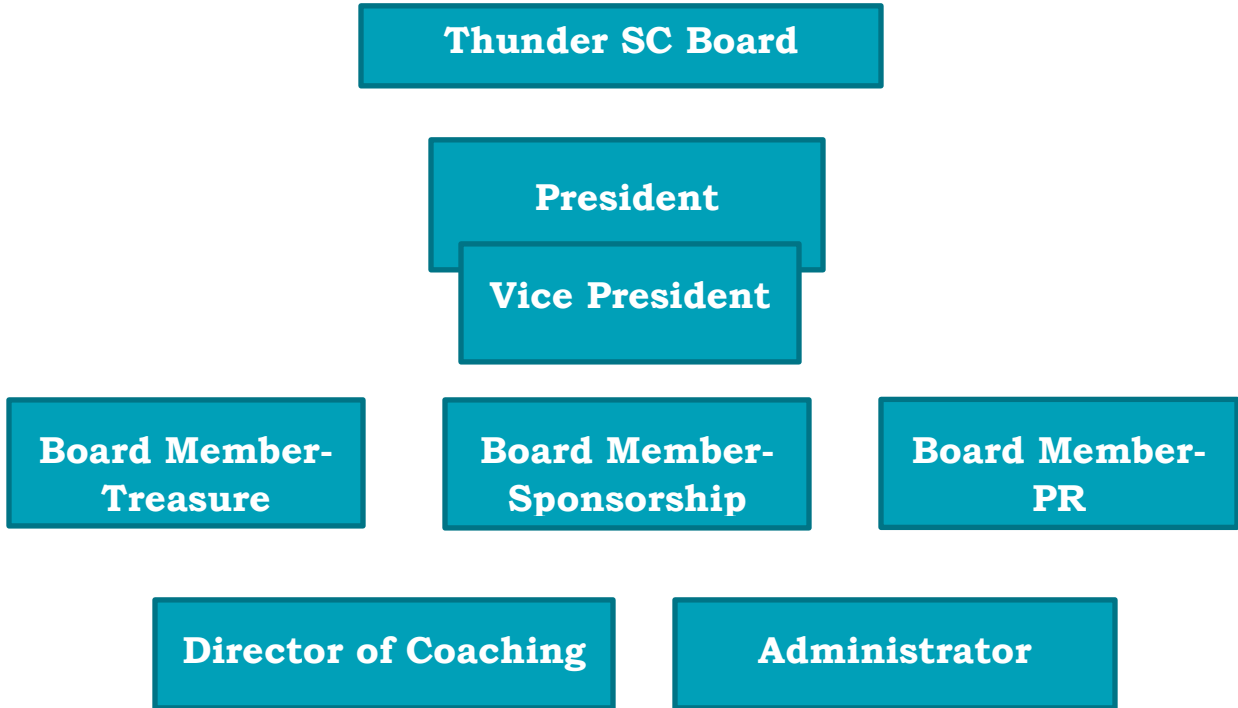 Thunder SC Board
President
Vice President
Board Member-
Treasure
Board Member-
Sponsorship
Board Member-
PR
Director of Coaching
Administrator